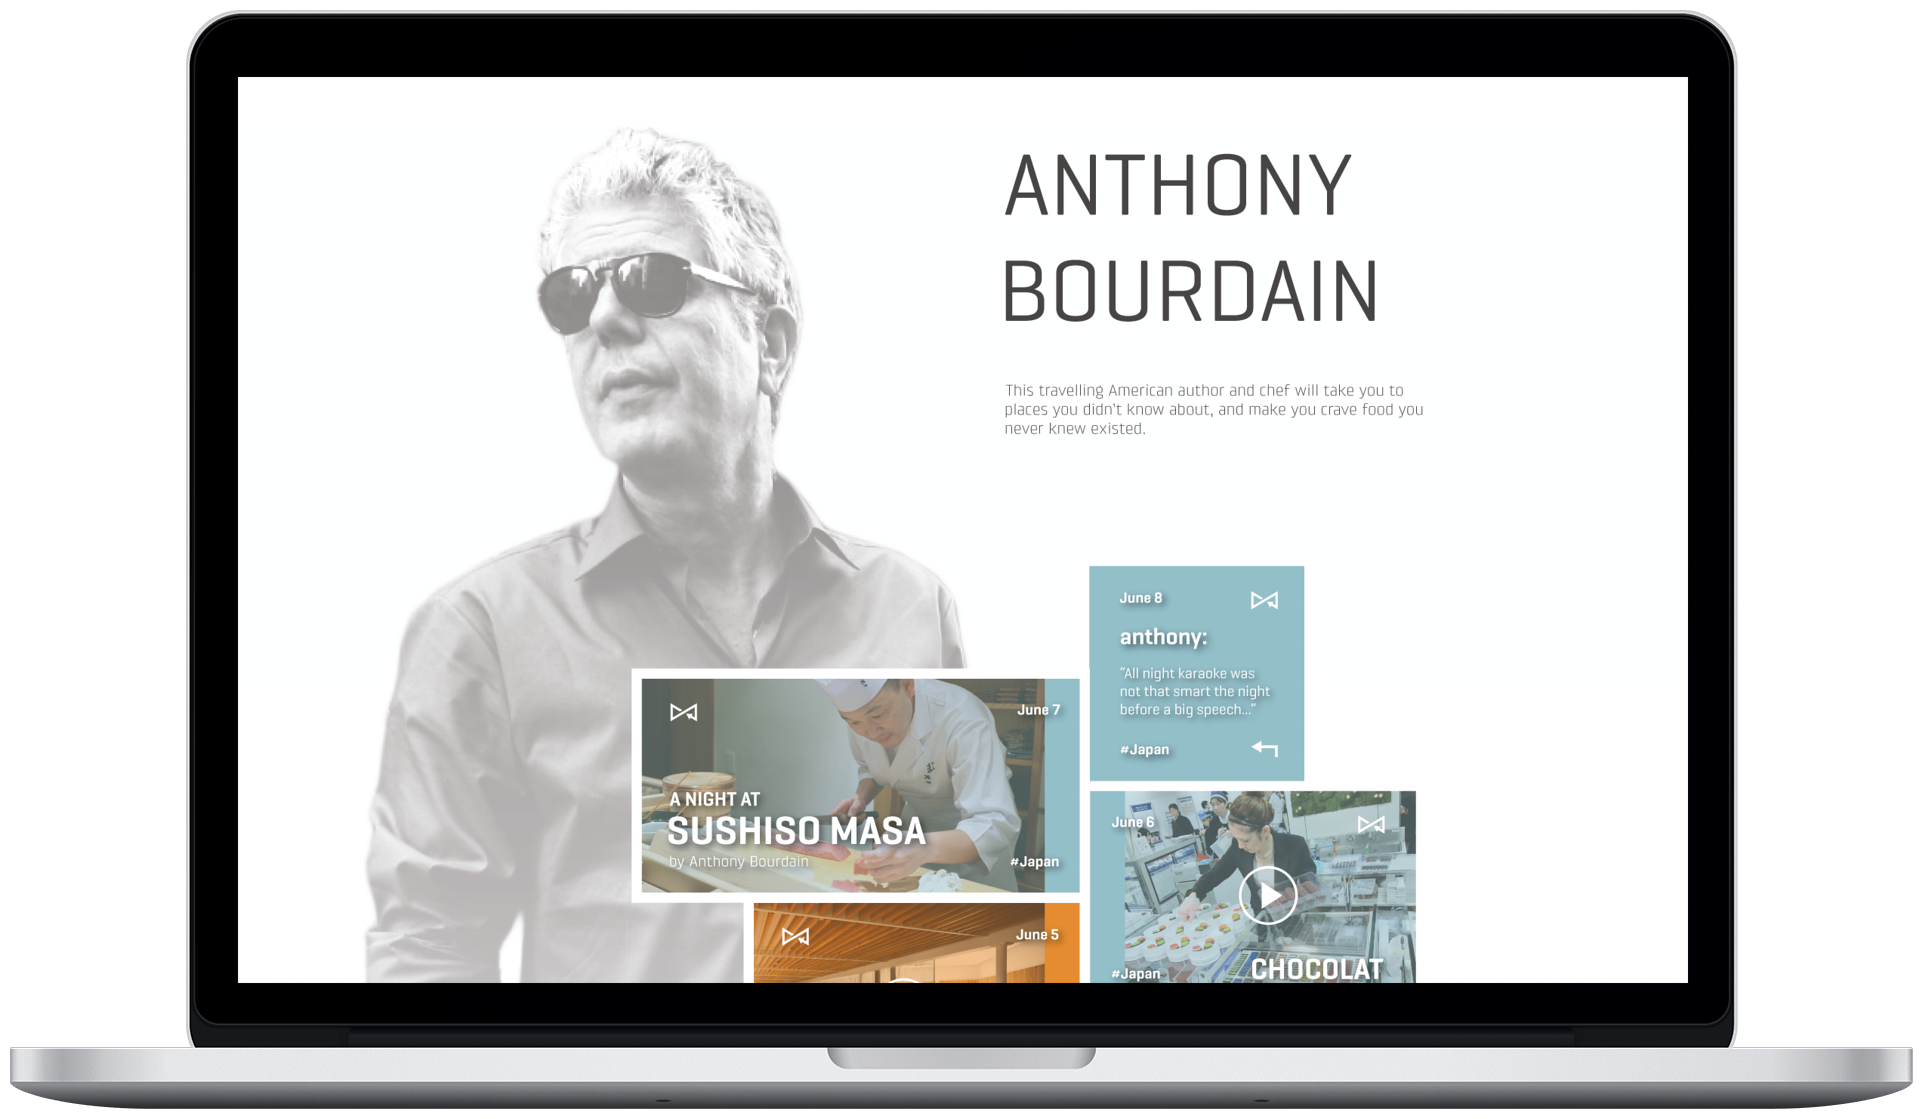 ANTHONY
BOURDAIN
This travelling American author and chef will take you to
places you didn't know about, and make you crave food you
never knew existed.
June 8
anthony:
"All night karaoke was
not that smart the night
before a big speech..."
#Japan
June 7
A NIGHT AT
SUSHISO MASA
by Anthony Bourdain
#Japan
June 6
#Japan
CHOCOLAT
June 5